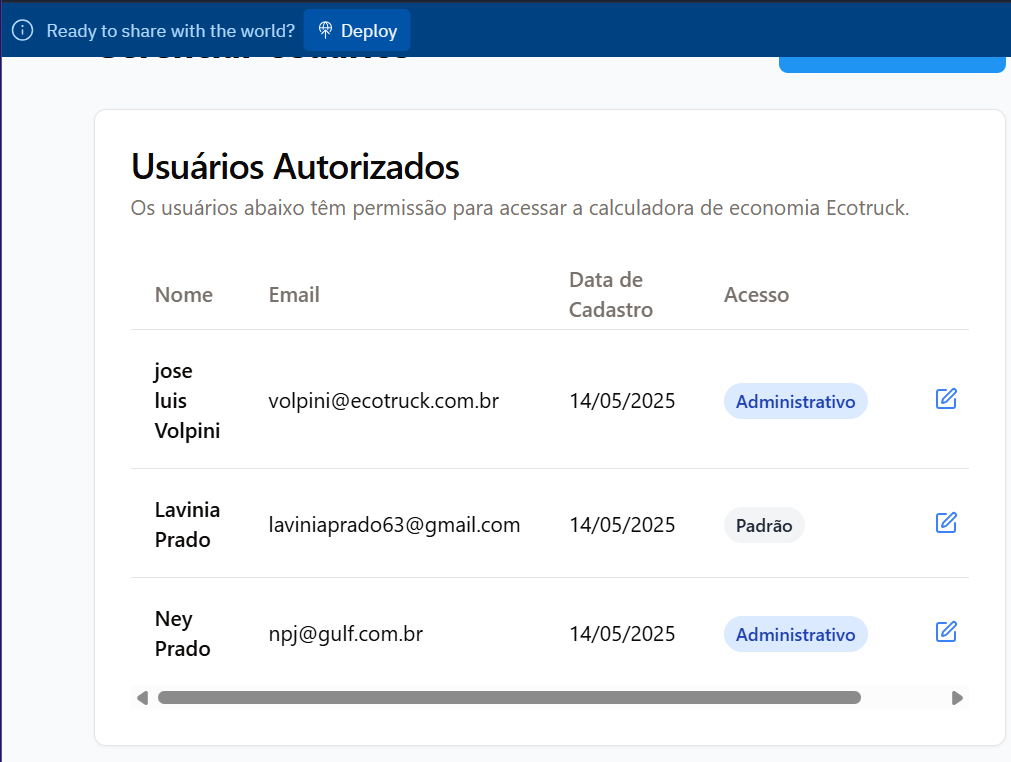 Ready to share with the world? Deploy
Usuários Autorizados
Os usuários abaixo têm permissão para acessar a calculadora de economia Ecotruck.
Nome Email Data de Cadastro Acesso
jose luis Volpini volpini@ecotruck.com.br 14/05/2025 Administrativo
Lavinia Prado laviniaprado63@gmail.com 14/05/2025 Padrão
Ney Prado npj@gulf.com.br 14/05/2025 Administrativo